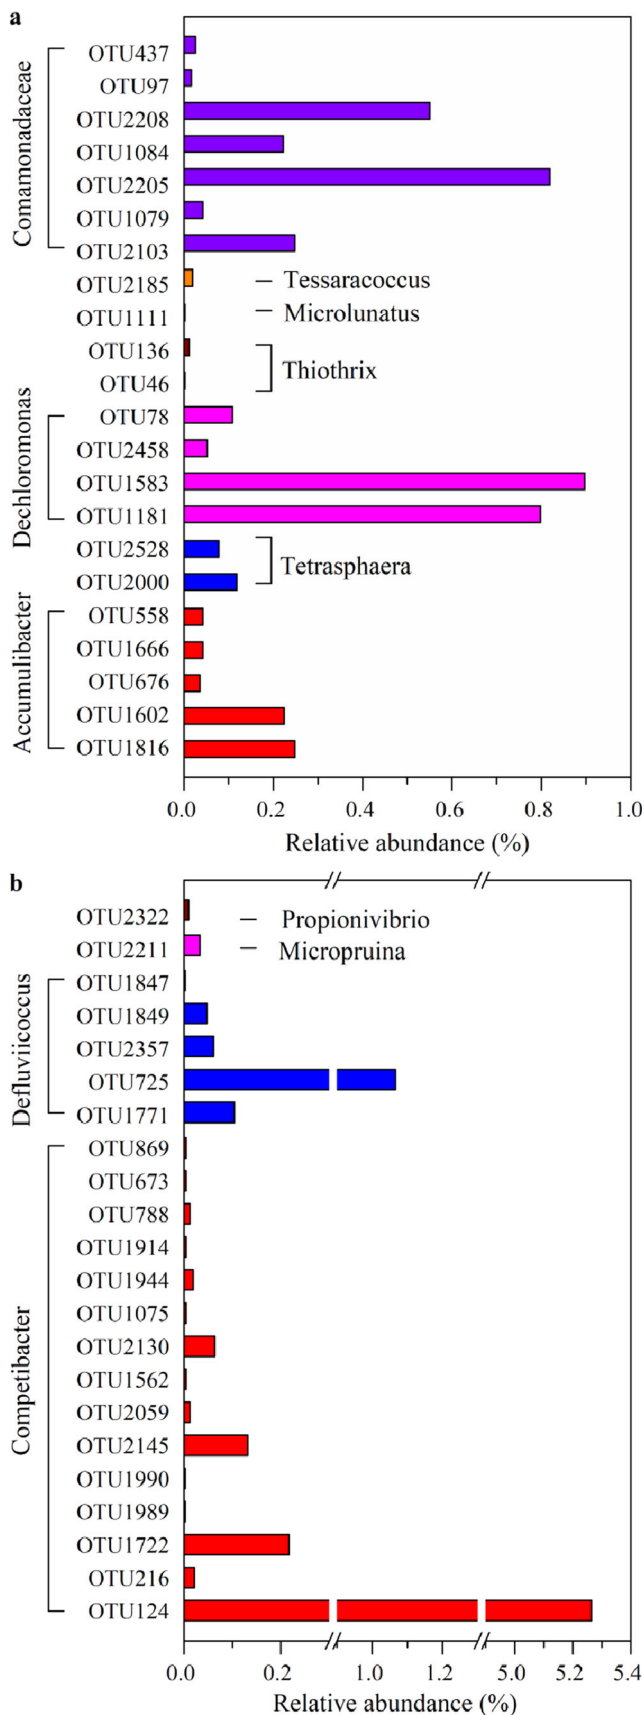 a
Comamonadaceae
OTU437
OTU97
OTU2208
OTU1084
OTU2205
OTU1079
OTU2103
OTU2185
Tessaracoccus
OTU1111
Microlunatus
OTU136
OTU46
Thiothrix
Dechloromonas
OTU78
OTU2458
OTU1583
OTU1181
OTU2528
OTU2000
Tetrasphaera
Accumulibacter
OTU558
OTU1666
OTU676
OTU1602
OTU1816
0.0 0.2 0.4 0.6 0.8 1.0
Relative abundance (%)
b
OTU2322
Propionivibrio
OTU2211
Micropruina
Defluviicoccus
OTU1847
OTU1849
OTU2357
OTU725
OTU1771
Competibacter
OTU869
OTU673
OTU788
OTU1914
OTU1944
OTU1075
OTU2130
OTU1562
OTU2059
OTU2145
OTU1990
OTU1989
OTU1722
OTU216
OTU124
0.0 0.2 1.0 1.2 5.0 5.2 5.4
Relative abundance (%)